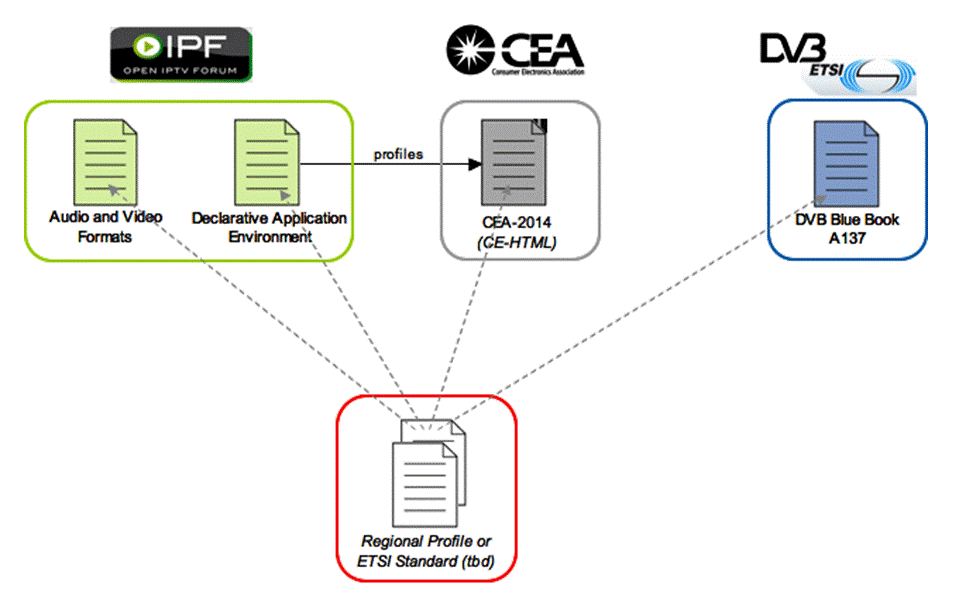 OIPF
OPEN IPTV FORUM
CEA
Consumer Electronics Association
DVB
ETSI
profiles
Audio and Video
Formats
Declarative Application
Environment
CEA-2014
(CE-HTML)
DVB Blue Book
A137
Regional Profile or
ETSI Standard (tbd)